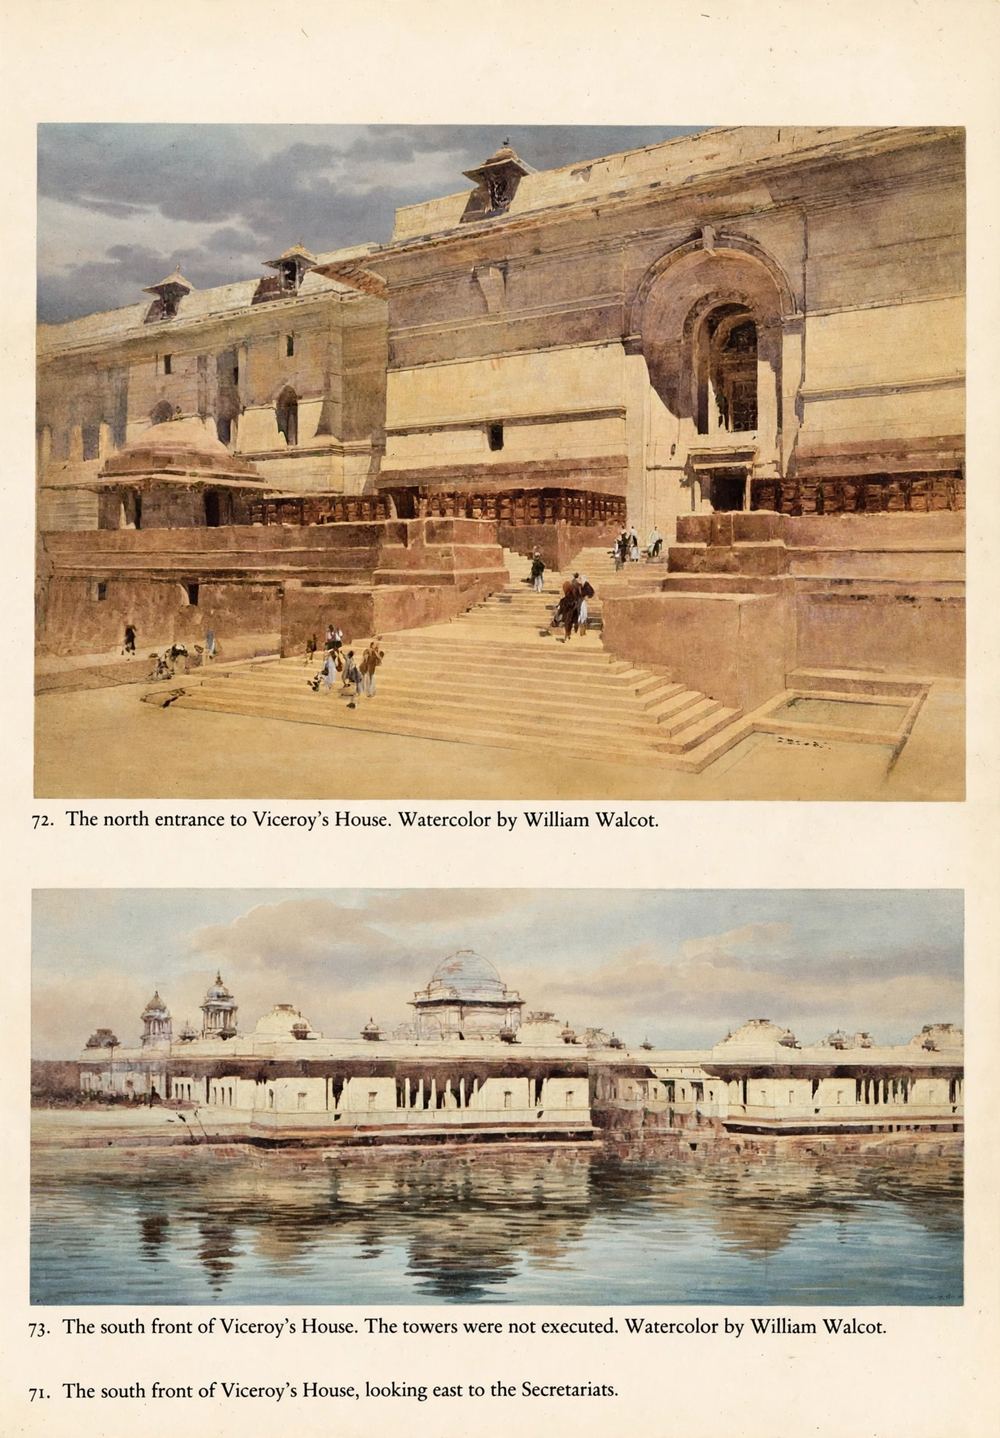 72. The north entrance to Viceroy's House. Watercolor by William Walcot.
73. The south front of Viceroy's House. The towers were not executed. Watercolor by William Walcot.
71. The south front of Viceroy's House, looking east to the Secretariats.